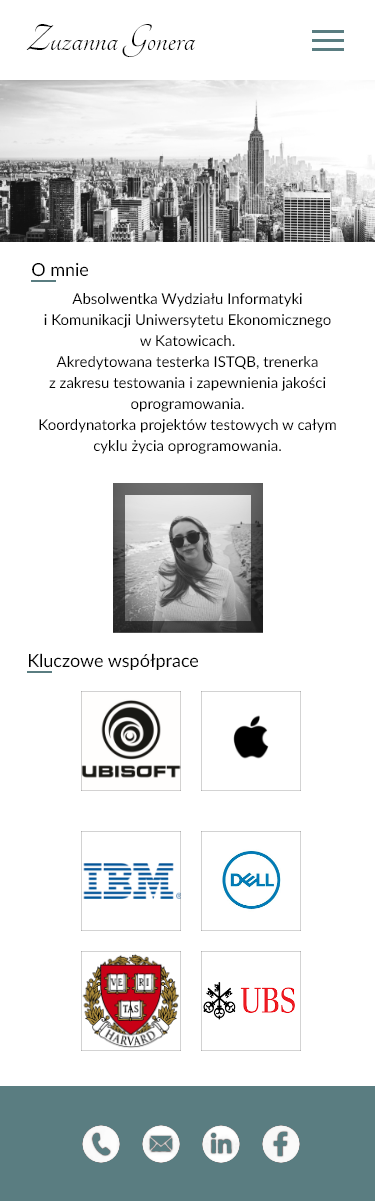 Zuzanna Gonera
O mnie
Absolwentka Wydziału Informatyki
i Komunikacji Uniwersytetu Ekonomicznego
w Katowicach.
Akredytowana testerka ISTQB, trenerka
z zakresu testowania i zapewnienia jakości
oprogramowania.
Koordynatorka projektów testowych w całym
cyklu życia oprogramowania.
Kluczowe współprace
UBISOFT
IBM®
DELL
VE RI
TAS
HARVARD
UBS
in
f